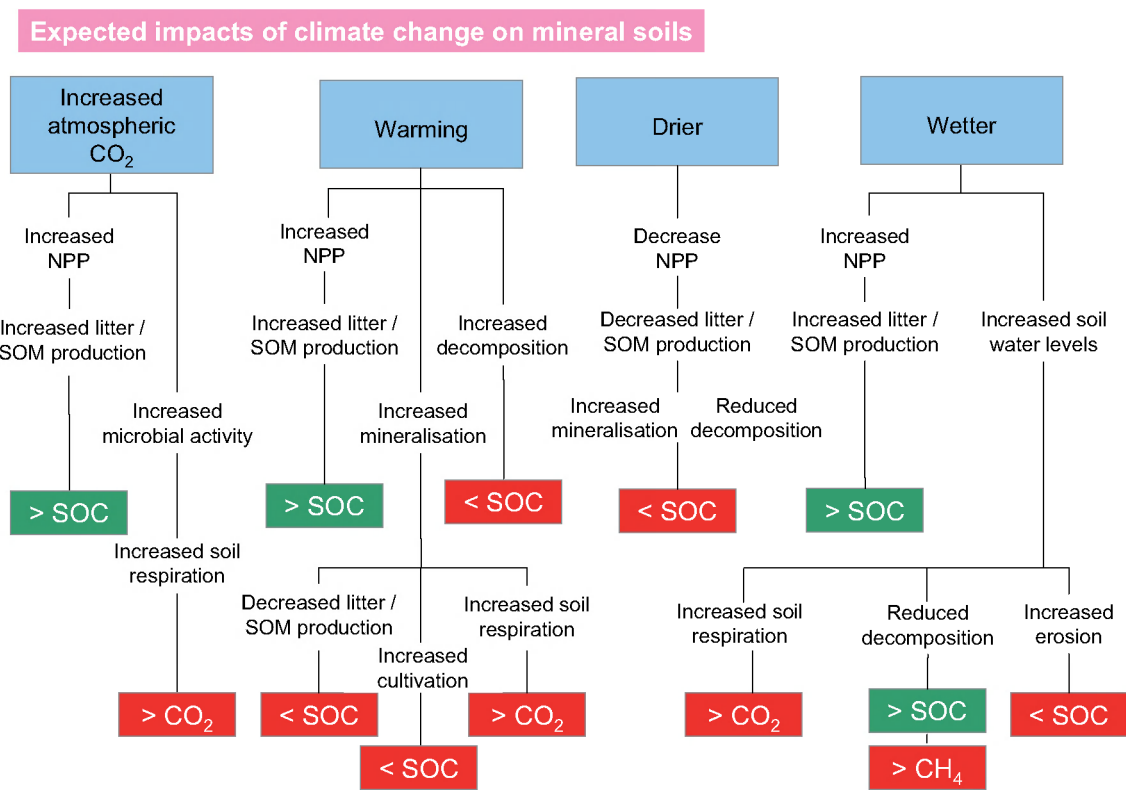 Expected impacts of climate change on mineral soils
Increased
atmospheric
CO₂
Warming
Drier
Wetter
Increased
NPP
Increased litter /
SOM production
Increased
microbial activity
> SOC
Increased soil
respiration
> CO₂
Increased
NPP
Increased litter /
SOM production
> SOC
Increased
mineralisation
Increased
decomposition
< SOC
Decreased litter /
SOM production
< SOC
Increased
cultivation
< SOC
Increased soil
respiration
> CO₂
Decrease
NPP
Decreased litter /
SOM production
Increased
mineralisation
Reduced
decomposition
< SOC
Increased
NPP
Increased litter /
SOM production
> SOC
Increased soil
water levels
Increased soil
respiration
> CO₂
Reduced
decomposition
> SOC
> CH₄
Increased
erosion
< SOC